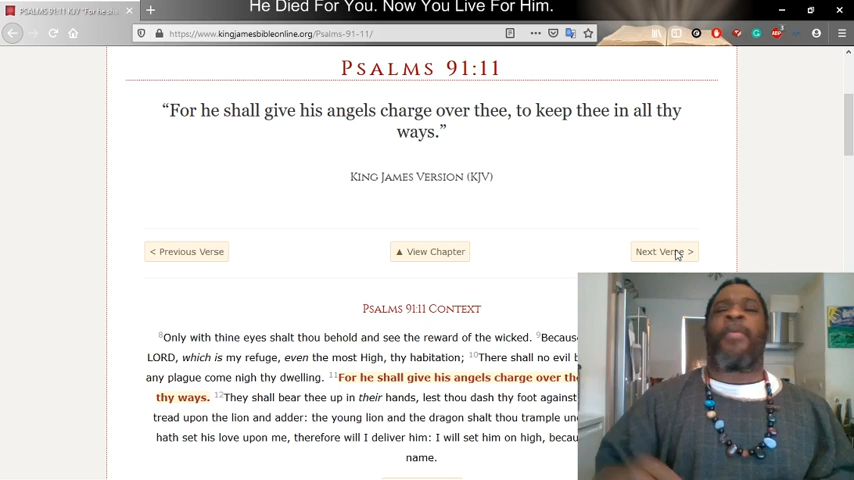 He Died For You. Now You Live For Him.
PSALMS 91:11 KJV "For he sh
https://www.kingjamesbibleonline.org/Psalms-91-11/
PSALMS 91:11
“For he shall give his angels charge over thee, to keep thee in all thy
ways.”
KING JAMES VERSION (KJV)
< Previous Verse
▲ View Chapter
Next Verse >
PSALMS 91:11 CONTEXT
8Only with thine eyes shalt thou behold and see the reward of the wicked. 9Becaus
LORD, which is my refuge, even the most High, thy habitation; 10There shall no evil b
any plague come nigh thy dwelling. 11For he shall give his angels charge over the
thy ways. 12They shall bear thee up in their hands, lest thou dash thy foot against
tread upon the lion and adder: the young lion and the dragon shalt thou trample un
hath set his love upon me, therefore will I deliver him: I will set him on high, becau
name.